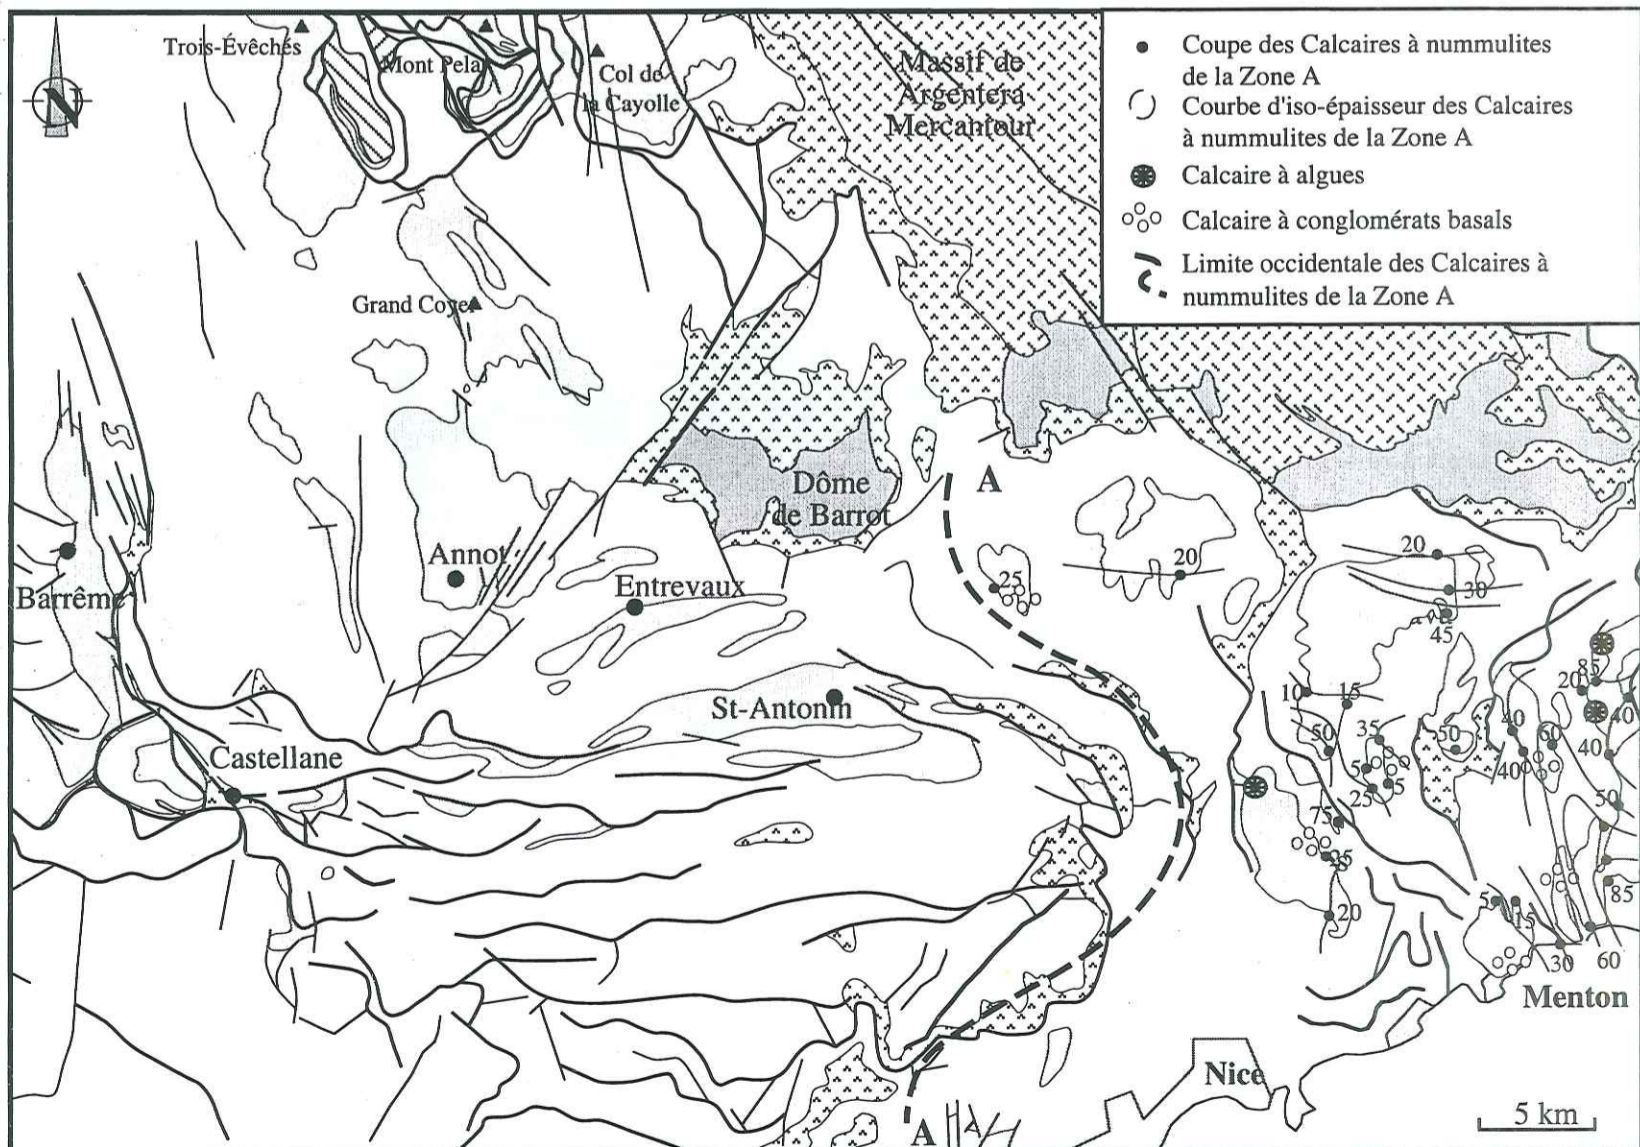 Trois-Évêchés
Mont Pela
Col de
la Cayolle
Massif de
Argentera
Mercantour
N
Grand Coyer
A
Dôme
de Barrot
Annot
Entrevaux
Barrême
St-Antonin
Castellane
Coupe des Calcaires à nummulites
de la Zone A
Courbe d'iso-épaisseur des Calcaires
à nummulites de la Zone A
Calcaire à algues
Calcaire à conglomérats basals
Limite occidentale des Calcaires à
nummulites de la Zone A
25
20
20
30
45
85
20
40
10
15
50
35
50
40
60
40
40
5
25
5
75
50
35
85
20
5
15
30
60
Menton
Nice
A
5 km